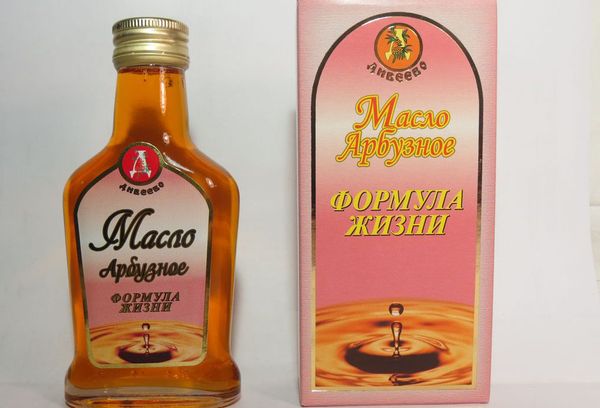 Дивеево
Масло
Арбузное
ФОРМУЛА
ЖИЗНИ
Дивеево
Масло
Арбузное
ФОРМУЛА
ЖИЗНИ